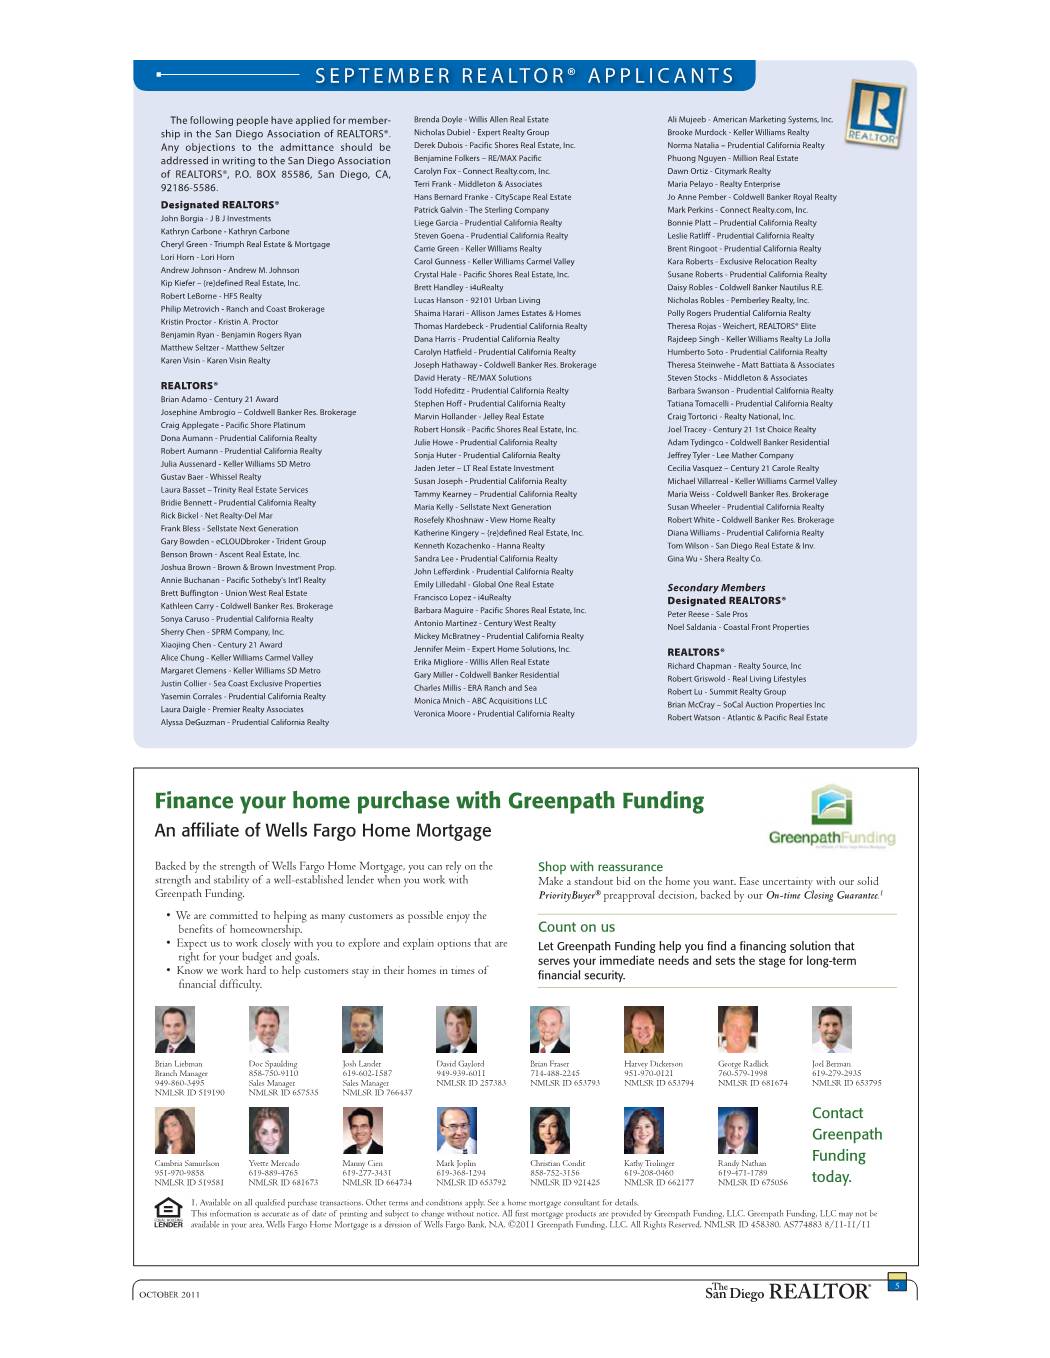 SEPTEMBER REALTOR® APPLICANTS
The following people have applied for member-
ship in the San Diego Association of REALTORS®.
Any objections to the admittance should be
addressed in writing to the San Diego Association
of REALTORS®, P.O. BOX 85586, San Diego, CA,
92186-5586.
Designated REALTORS®
John Borgia - J B J Investments
Kathryn Carbone - Kathryn Carbone
Cheryl Green - Triumph Real Estate & Mortgage
Lori Horn - Lori Horn
Andrew Johnson - Andrew M. Johnson
Kip Kiefer – (re)defined Real Estate, Inc.
Robert LeBorne - HFS Realty
Philip Metrovich - Ranch and Coast Brokerage
Kristin Proctor - Kristin A. Proctor
Benjamin Ryan - Benjamin Rogers Ryan
Matthew Seltzer - Matthew Seltzer
Karen Visin - Karen Visin Realty
REALTORS®
Brian Adamo - Century 21 Award
Josephine Ambrogio – Coldwell Banker Res. Brokerage
Craig Applegate - Pacific Shore Platinum
Dona Aumann - Prudential California Realty
Robert Aumann - Prudential California Realty
Julia Aussenard - Keller Williams SD Metro
Gustav Baer - Whissel Realty
Laura Basset – Trinity Real Estate Services
Bridie Bennett - Prudential California Realty
Rick Bickel - Net Realty-Del Mar
Frank Bless - Sellstate Next Generation
Gary Bowden - eCLOUDbroker - Trident Group
Benson Brown - Ascent Real Estate, Inc.
Joshua Brown - Brown & Brown Investment Prop.
Annie Buchanan - Pacific Sotheby's Int'l Realty
Brett Buffington - Union West Real Estate
Kathleen Carry - Coldwell Banker Res. Brokerage
Sonya Caruso - Prudential California Realty
Sherry Chen - SPRM Company, Inc.
Xiaojing Chen - Century 21 Award
Alice Chung - Keller Williams Carmel Valley
Margaret Clemens - Keller Williams SD Metro
Justin Collier - Sea Coast Exclusive Properties
Yasemin Corrales - Prudential California Realty
Laura Daigle - Premier Realty Associates
Alyssa DeGuzman - Prudential California Realty
Brenda Doyle - Willis Allen Real Estate
Nicholas Dubiel - Expert Realty Group
Derek Dubois - Pacific Shores Real Estate, Inc.
Benjamine Folkers – RE/MAX Pacific
Carolyn Fox - Connect Realty.com, Inc.
Terri Frank - Middleton & Associates
Hans Bernard Franke - CityScape Real Estate
Patrick Galvin - The Sterling Company
Liege Garcia - Prudential California Realty
Steven Goena - Prudential California Realty
Carrie Green - Keller Williams Realty
Carol Gunness - Keller Williams Carmel Valley
Crystal Hale - Pacific Shores Real Estate, Inc.
Brett Handley - i4uRealty
Lucas Hanson - 92101 Urban Living
Shaima Harari - Allison James Estates & Homes
Thomas Hardebeck - Prudential California Realty
Dana Harris - Prudential California Realty
Carolyn Hatfield - Prudential California Realty
Joseph Hathaway - Coldwell Banker Res. Brokerage
David Heraty - RE/MAX Solutions
Todd Hofeditz - Prudential California Realty
Stephen Hoff - Prudential California Realty
Marvin Hollander - Jelley Real Estate
Robert Honsik - Pacific Shores Real Estate, Inc.
Julie Howe - Prudential California Realty
Sonja Huter - Prudential California Realty
Jaden Jeter – LT Real Estate Investment
Susan Joseph - Prudential California Realty
Tammy Kearney – Prudential California Realty
Maria Kelly - Sellstate Next Generation
Rosefely Khoshnaw - View Home Realty
Katherine Kingery – (re)defined Real Estate, Inc.
Kenneth Kozachenko - Hanna Realty
Sandra Lee - Prudential California Realty
John Lefferdink - Prudential California Realty
Emily Lilledahl - Global One Real Estate
Francisco Lopez - i4uRealty
Barbara Maguire - Pacific Shores Real Estate, Inc.
Antonio Martinez - Century West Realty
Mickey McBratney - Prudential California Realty
Jennifer Meim - Expert Home Solutions, Inc.
Erika Migliore - Willis Allen Real Estate
Gary Miller - Coldwell Banker Residential
Charles Millis - ERA Ranch and Sea
Monica Mnich - ABC Acquisitions LLC
Veronica Moore - Prudential California Realty
Ali Mujeeb - American Marketing Systems, Inc.
Brooke Murdock - Keller Williams Realty
Norma Natalia – Prudential California Realty
Phuong Nguyen - Million Real Estate
Dawn Ortiz - Citymark Realty
Maria Pelayo - Realty Enterprise
Jo Anne Pember - Coldwell Banker Royal Realty
Mark Perkins - Connect Realty.com, Inc.
Bonnie Platt – Prudential California Realty
Leslie Ratliff - Prudential California Realty
Brent Ringoot - Prudential California Realty
Kara Roberts - Exclusive Relocation Realty
Susane Roberts - Prudential California Realty
Daisy Robles - Coldwell Banker Nautilus R.E.
Nicholas Robles - Pemberley Realty, Inc.
Polly Rogers Prudential California Realty
Theresa Rojas - Weichert, REALTORS® Elite
Rajdeep Singh - Keller Williams Realty La Jolla
Humberto Soto - Prudential California Realty
Theresa Steinwehe - Matt Battiata & Associates
Steven Stocks - Middleton & Associates
Barbara Swanson - Prudential California Realty
Tatiana Tomacelli - Prudential California Realty
Craig Tortorici - Realty National, Inc.
Joel Tracey - Century 21 1st Choice Realty
Adam Tydingco - Coldwell Banker Residential
Jeffrey Tyler - Lee Mather Company
Cecilia Vasquez – Century 21 Carole Realty
Michael Villarreal - Keller Williams Carmel Valley
Maria Weiss - Coldwell Banker Res. Brokerage
Susan Wheeler - Prudential California Realty
Robert White - Coldwell Banker Res. Brokerage
Diana Williams - Prudential California Realty
Tom Wilson - San Diego Real Estate & Inv.
Gina Wu - Shera Realty Co.
Secondary Members
Designated REALTORS®
Peter Reese - Sale Pros
Noel Saldania - Coastal Front Properties
REALTORS®
Richard Chapman - Realty Source, Inc
Robert Griswold - Real Living Lifestyles
Robert Lu - Summit Realty Group
Brian McCray – SoCal Auction Properties Inc
Robert Watson - Atlantic & Pacific Real Estate
R
REALTOR®
Finance your home purchase with Greenpath Funding
An affiliate of Wells Fargo Home Mortgage
GreenpathFunding
Backed by the strength of Wells Fargo Home Mortgage, you can rely on the
strength and stability of a well-established lender when you work with
Greenpath Funding.
• We are committed to helping as many customers as possible enjoy the
benefits of homeownership.
• Expect us to work closely with you to explore and explain options that are
right for your budget and goals.
• Know we work hard to help customers stay in their homes in times of
financial difficulty.
Shop with reassurance
Make a standout bid on the home you want. Ease uncertainty with our solid
PriorityBuyer® preapproval decision, backed by our On-time Closing Guarantee.1
Count on us
Let Greenpath Funding help you find a financing solution that
serves your immediate needs and sets the stage for long-term
financial security.
Brian Liebman
Branch Manager
949-860-3495
NMLSR ID 519190
Doc Spaulding
858-750-9110
Sales Manager
NMLSR ID 657535
Josh Lander
619-602-1587
Sales Manager
NMLSR ID 766437
David Gaylord
949-939-6011
NMLSR ID 257383
Brian Fraser
714-488-2245
NMLSR ID 653793
Harvey Dickerson
951-970-0121
NMLSR ID 653794
George Radlick
760-579-1998
NMLSR ID 681674
Joel Berman
619-279-2935
NMLSR ID 653795
Cambria Samuelson
951-970-9858
NMLSR ID 519581
Yvette Mercado
619-889-4765
NMLSR ID 681673
Manny Cien
619-277-3431
NMLSR ID 664734
Mark Joplin
619-368-1294
NMLSR ID 653792
Christian Condit
858-752-3156
NMLSR ID 921425
Kathy Trolinger
619-208-0460
NMLSR ID 662177
Randy Nathan
619-471-1789
NMLSR ID 675056
Contact
Greenpath
Funding
today.
LENDER
1. Available on all qualified purchase transactions. Other terms and conditions apply. See a home mortgage consultant for details.
This information is accurate as of date of printing and subject to change without notice. All first mortgage products are provided by Greenpath Funding, LLC. Greenpath Funding, LLC may not be
available in your area. Wells Fargo Home Mortgage is a division of Wells Fargo Bank, N.A. ©2011 Greenpath Funding, LLC. All Rights Reserved. NMLSR ID 458380. AS774883 8/11-11/11
OCTOBER 2011
The San Diego REALTOR®
5